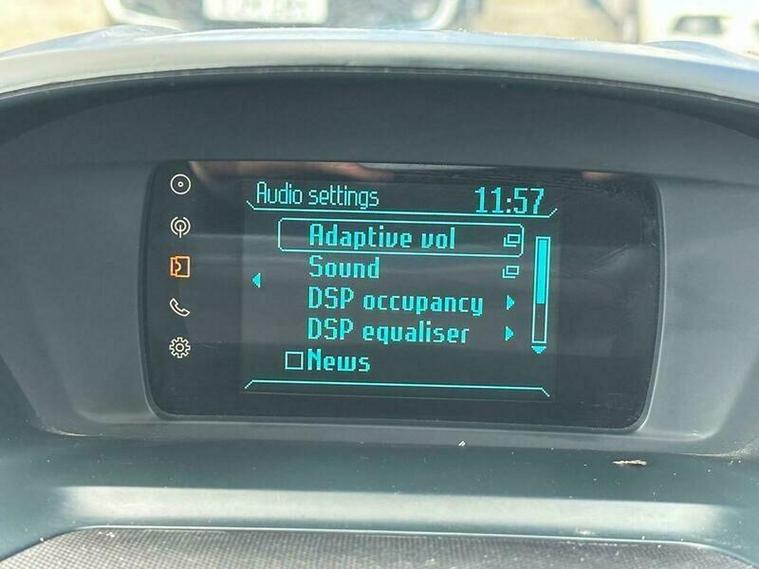 Audio settings 11:57
Adaptive vol
Sound
DSP occupancy
DSP equaliser
News